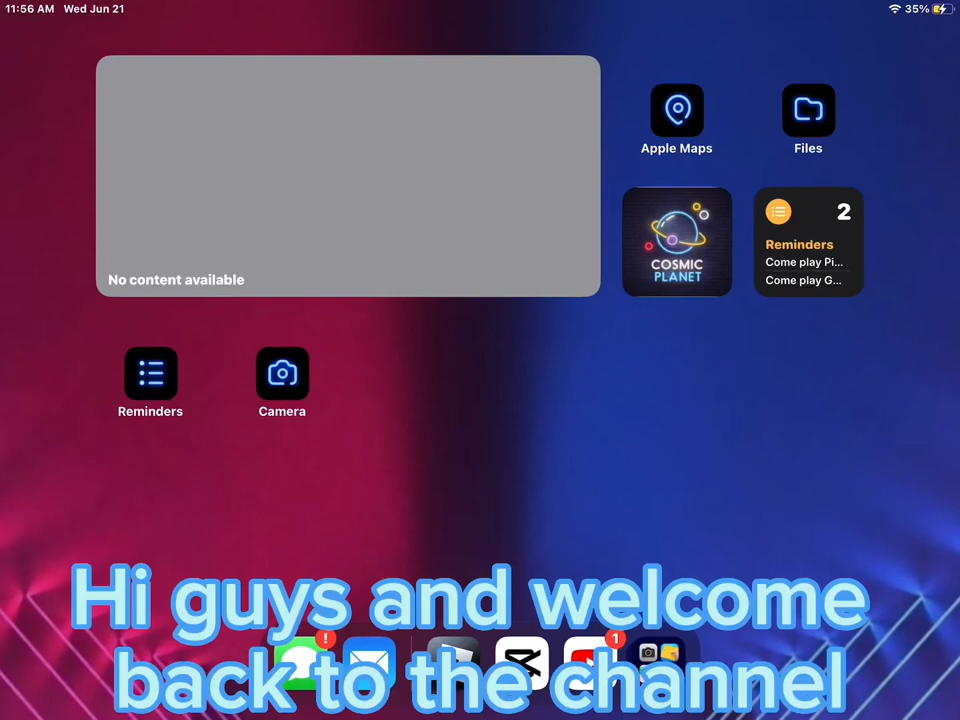 11:56 AM Wed Jun 21
35%
Apple Maps
Files
No content available
COSMIC
PLANET
2
Reminders
Come play Pi...
Come play G...
Reminders
Camera
Hi guys and welcome
back to the channel
!
1